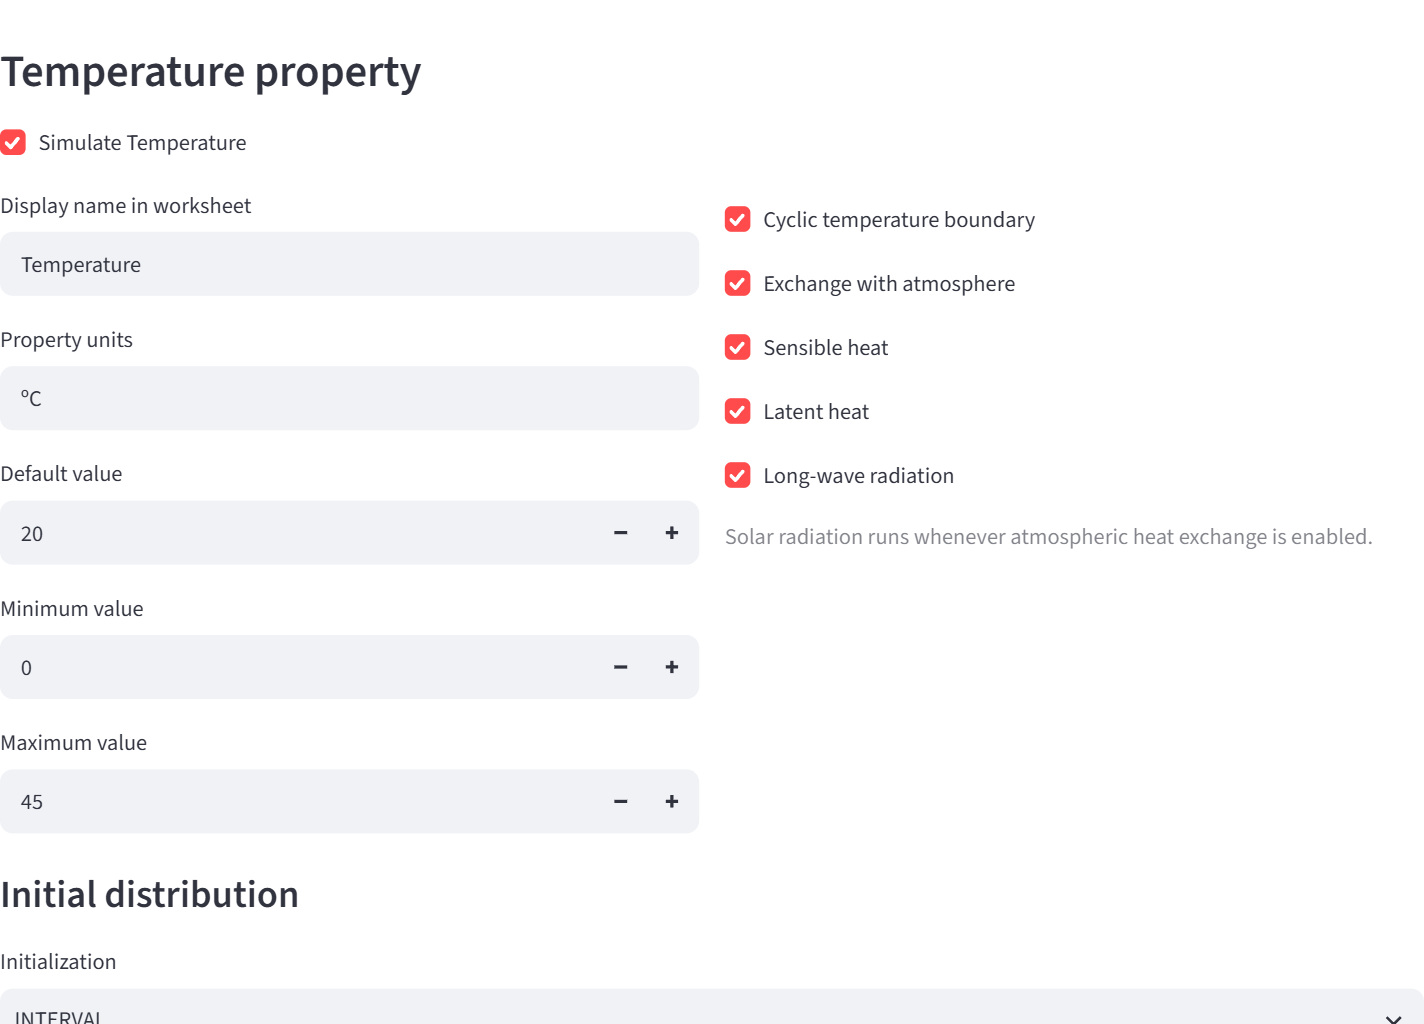 Temperature property
Simulate Temperature
Display name in worksheet
Temperature
Property units
ºC
Default value
20
Minimum value
0
Maximum value
45
Cyclic temperature boundary
Exchange with atmosphere
Sensible heat
Latent heat
Long-wave radiation
Solar radiation runs whenever atmospheric heat exchange is enabled.
Initial distribution
Initialization
INTERVAL